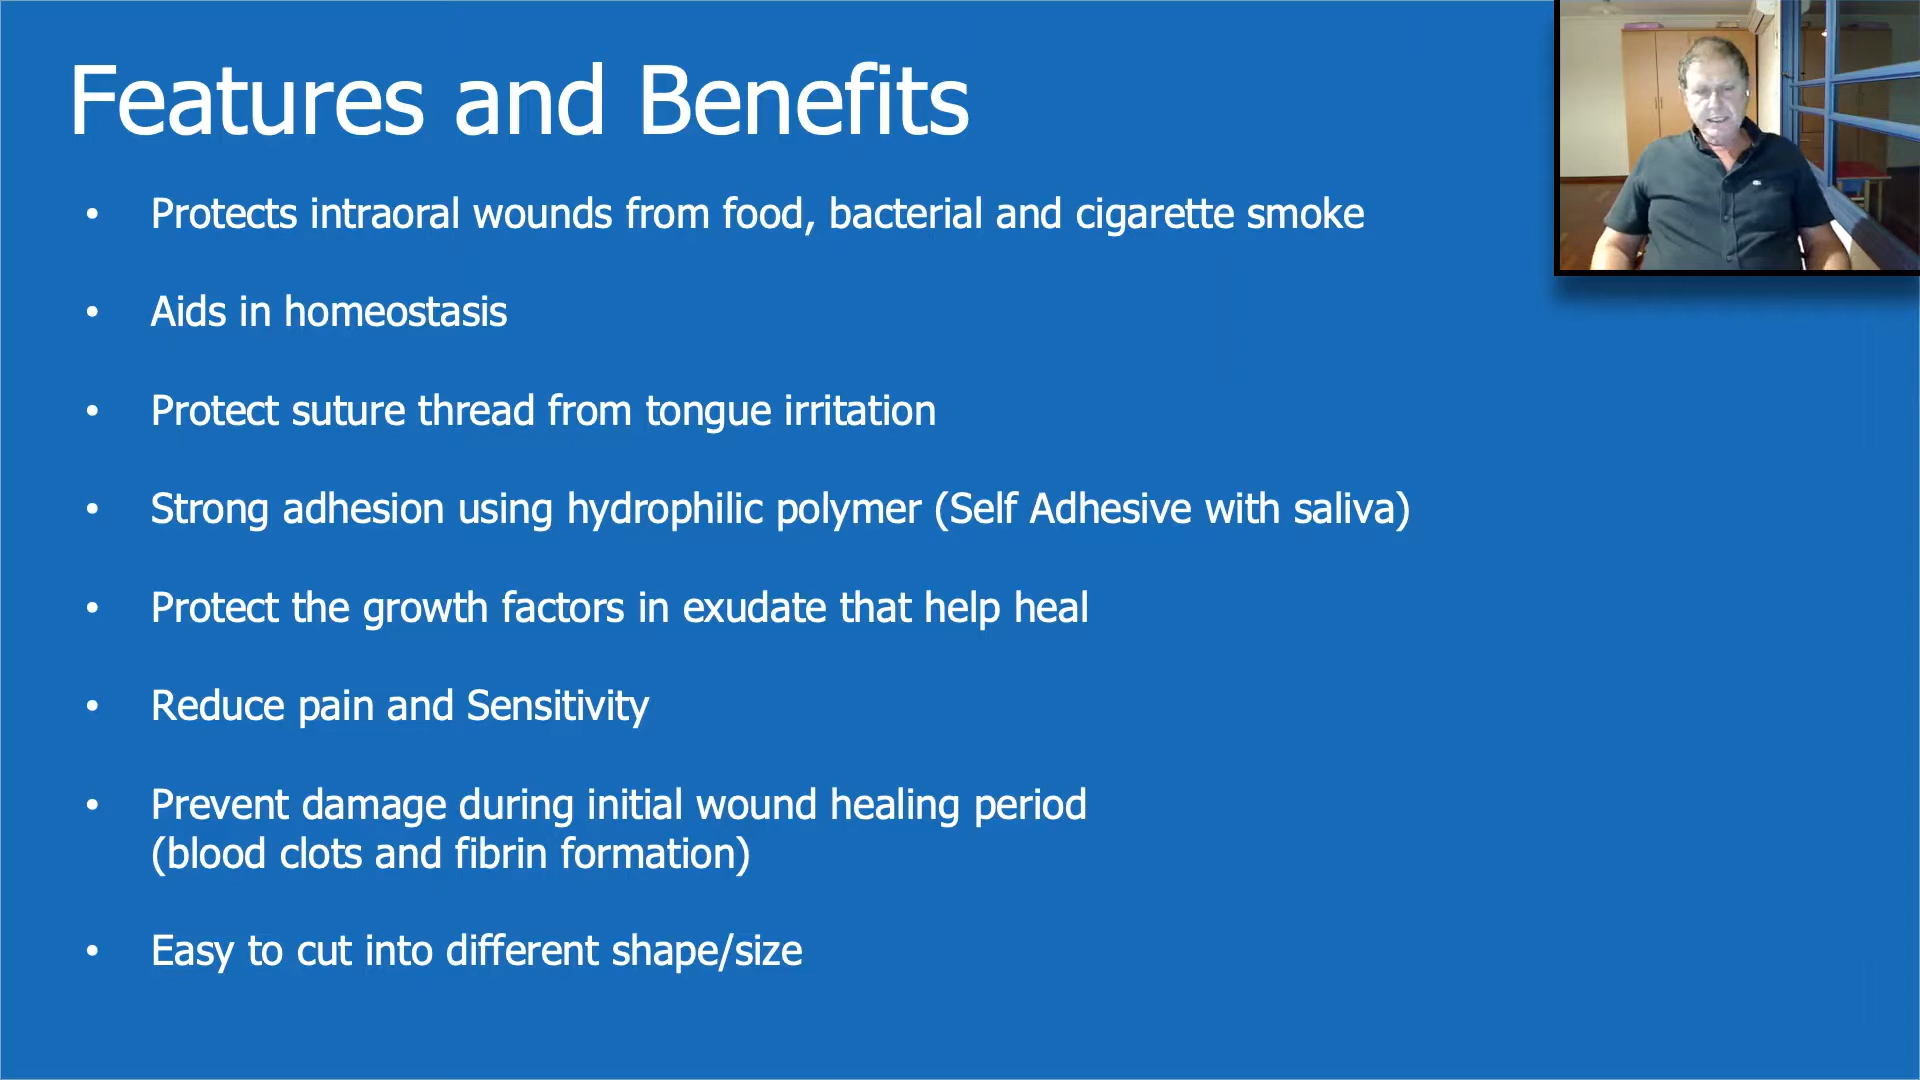 Features and Benefits
• Protects intraoral wounds from food, bacterial and cigarette smoke
• Aids in homeostasis
• Protect suture thread from tongue irritation
• Strong adhesion using hydrophilic polymer (Self Adhesive with saliva)
• Protect the growth factors in exudate that help heal
• Reduce pain and Sensitivity
• Prevent damage during initial wound healing period
(blood clots and fibrin formation)
• Easy to cut into different shape/size